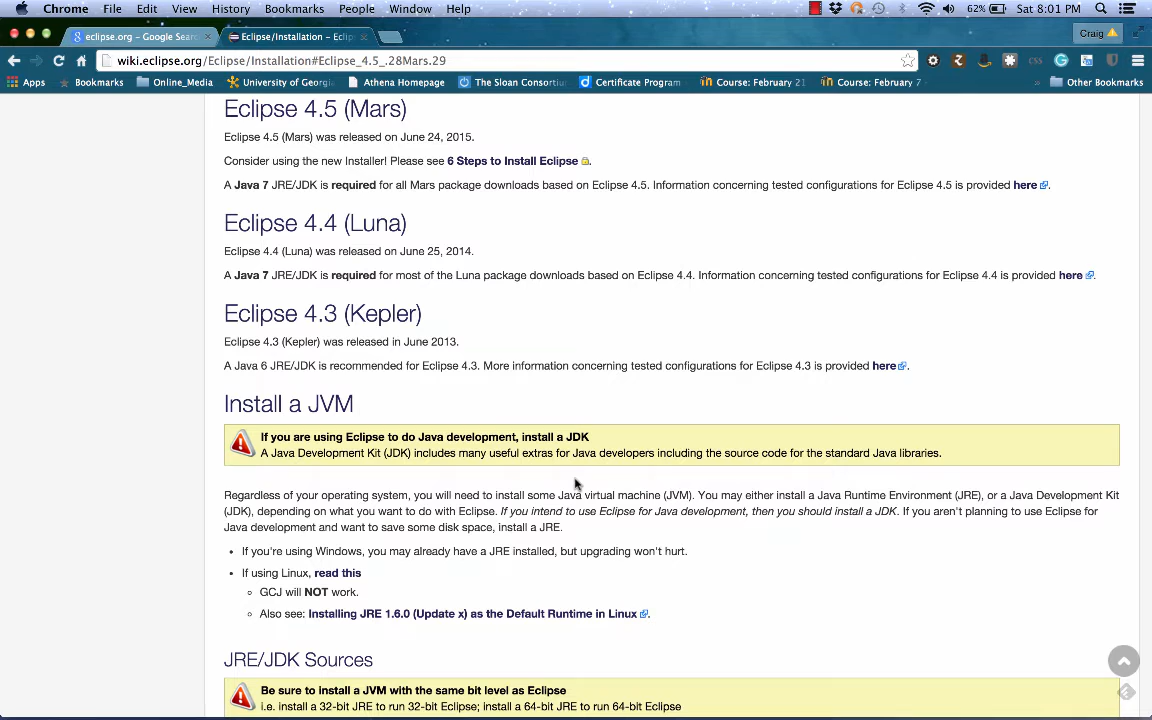 Chrome File Edit View History Bookmarks People Window Help 62% Sat 8:01 PM
eclipse.org - Google Sear Eclipse/Installation - Eclip Craig
wiki.eclipse.org/Eclipse/Installation#Eclipse_4.5_.28Mars.29
Apps Bookmarks Online_Media University of Georgi Athena Homepage The Sloan Consortiu Certificate Program Course: February 21 Course: February 7 » Other Bookmarks
Eclipse 4.5 (Mars)
Eclipse 4.5 (Mars) was released on June 24, 2015.
Consider using the new Installer! Please see 6 Steps to Install Eclipse.
A Java 7 JRE/JDK is required for all Mars package downloads based on Eclipse 4.5. Information concerning tested configurations for Eclipse 4.5 is provided here.
Eclipse 4.4 (Luna)
Eclipse 4.4 (Luna) was released on June 25, 2014.
A Java 7 JRE/JDK is required for most of the Luna package downloads based on Eclipse 4.4. Information concerning tested configurations for Eclipse 4.4 is provided here.
Eclipse 4.3 (Kepler)
Eclipse 4.3 (Kepler) was released in June 2013.
A Java 6 JRE/JDK is recommended for Eclipse 4.3. More information concerning tested configurations for Eclipse 4.3 is provided here.
Install a JVM
If you are using Eclipse to do Java development, install a JDK
A Java Development Kit (JDK) includes many useful extras for Java developers including the source code for the standard Java libraries.
Regardless of your operating system, you will need to install some Java virtual machine (JVM). You may either install a Java Runtime Environment (JRE), or a Java Development Kit
(JDK), depending on what you want to do with Eclipse. If you intend to use Eclipse for Java development, then you should install a JDK. If you aren't planning to use Eclipse for
Java development and want to save some disk space, install a JRE.
• If you're using Windows, you may already have a JRE installed, but upgrading won't hurt.
• If using Linux, read this
GCJ will NOT work.
Also see: Installing JRE 1.6.0 (Update x) as the Default Runtime in Linux.
JRE/JDK Sources
Be sure to install a JVM with the same bit level as Eclipse
i.e. install a 32-bit JRE to run 32-bit Eclipse; install a 64-bit JRE to run 64-bit Eclipse